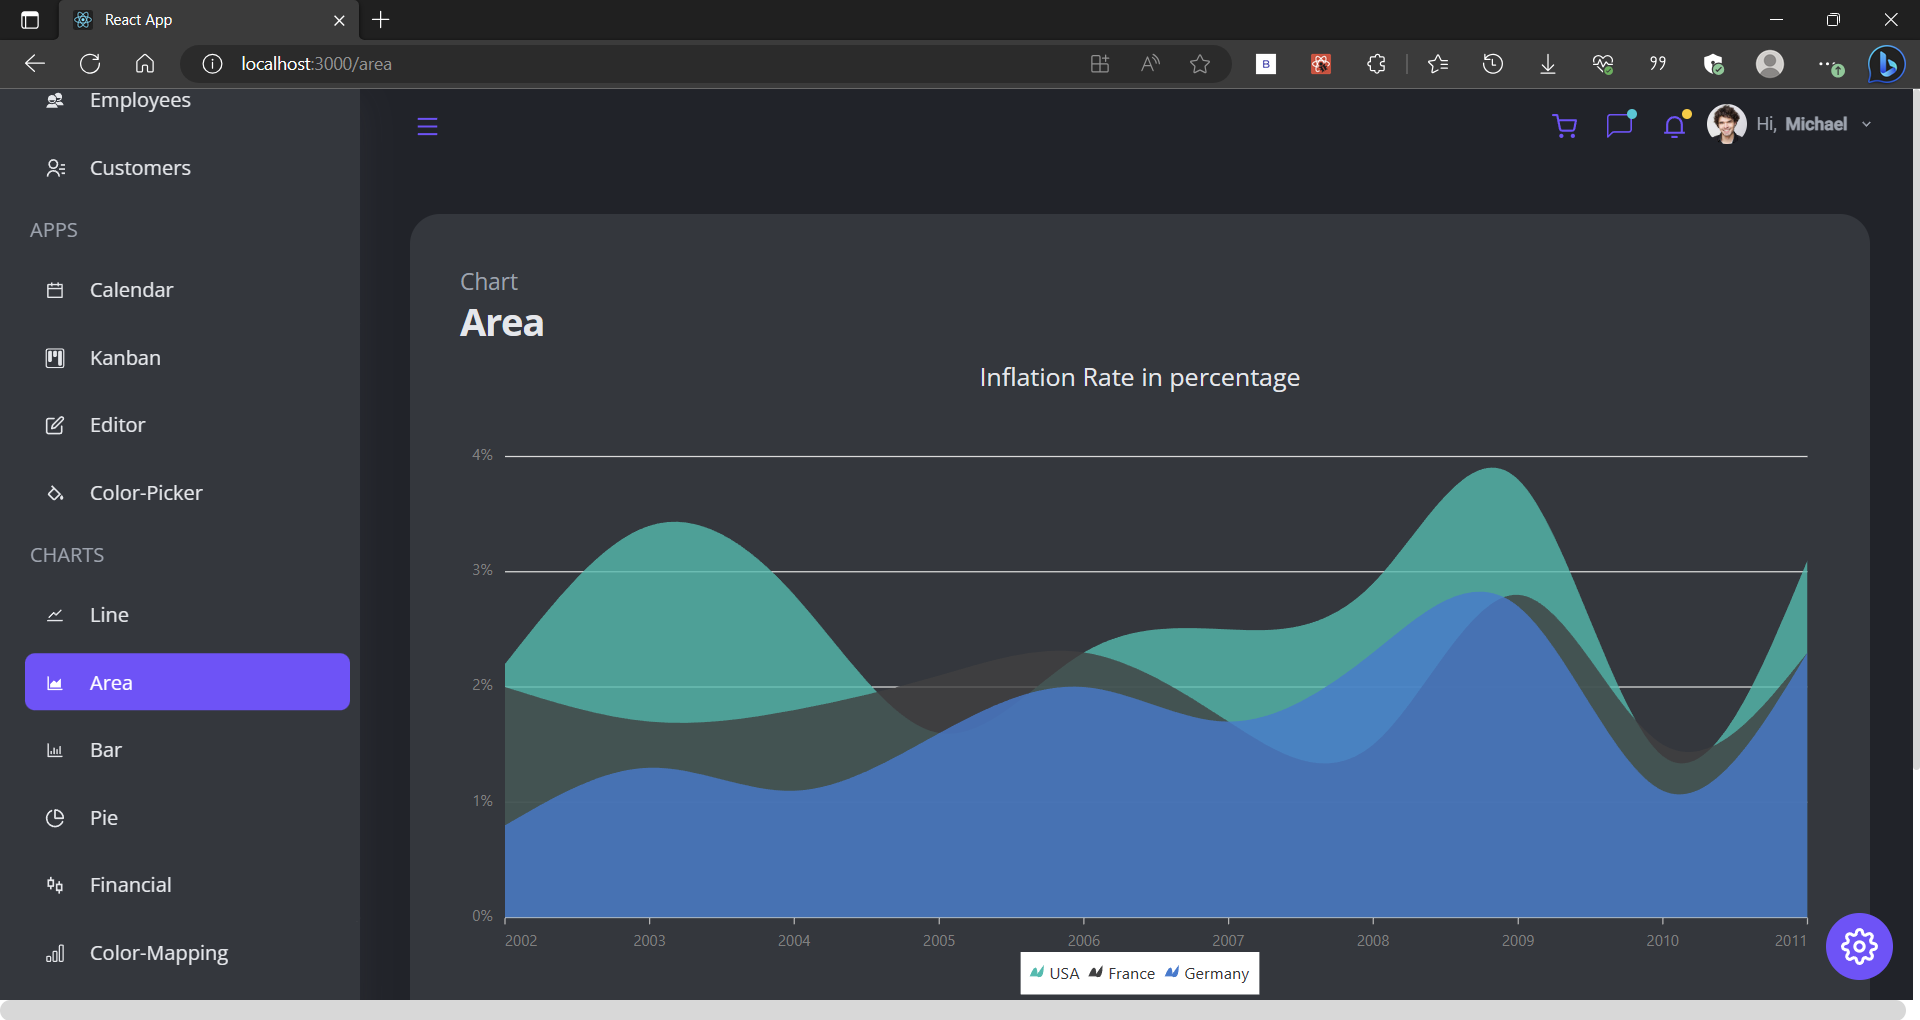 React App
localhost:3000/area
B
Employees
Customers
APPS
Calendar
Kanban
Editor
Color-Picker
CHARTS
Line
Area
Bar
Pie
Financial
Color-Mapping
Hi, Michael
Chart
Area
Inflation Rate in percentage
4%
3%
2%
1%
0%
2002 2003 2004 2005 2006 2007 2008 2009 2010 2011
USA France Germany